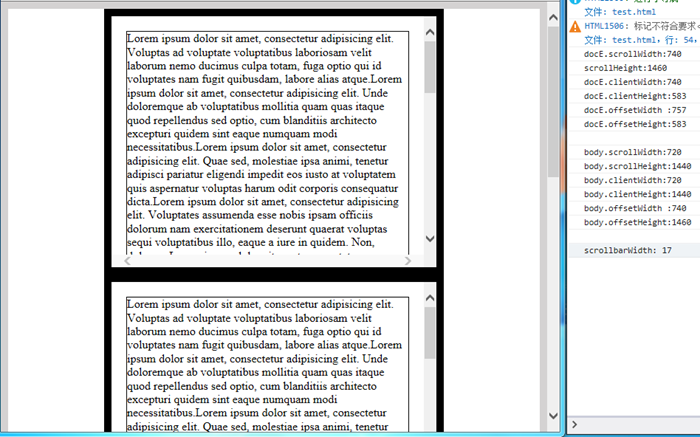 Lorem ipsum dolor sit amet, consectetur adipisicing elit.
Voluptas ad voluptate voluptatibus laboriosam velit
laborum nemo ducimus culpa totam, fuga optio qui id
voluptates nam fugit quibusdam, labore alias atque.Lorem
ipsum dolor sit amet, consectetur adipisicing elit. Unde
doloremque ab voluptatibus mollitia quam quas itaque
quod repellendus sed optio, cum blanditiis architecto
excepturi quidem sint eaque numquam modi
necessitatibus.Lorem ipsum dolor sit amet, consectetur
adipisicing elit. Quae sed, molestiae ipsa animi, tenetur
adipisci pariatur eligendi impedit eos iusto at voluptatem
quis aspernatur voluptas harum odit corporis consequatur
dicta.Lorem ipsum dolor sit amet, consectetur adipisicing
elit. Voluptates assumenda esse nobis ipsam officiis
dolorum nam exercitationem deserunt quaerat voluptas
sequi voluptatibus illo, eaque a iure in quidem. Non,
Lorem ipsum dolor sit amet, consectetur adipisicing elit.
Voluptas ad voluptate voluptatibus laboriosam velit
laborum nemo ducimus culpa totam, fuga optio qui id
voluptates nam fugit quibusdam, labore alias atque.Lorem
ipsum dolor sit amet, consectetur adipisicing elit. Unde
doloremque ab voluptatibus mollitia quam quas itaque
quod repellendus sed optio, cum blanditiis architecto
excepturi quidem sint eaque numquam modi
necessitatibus.Lorem ipsum dolor sit amet, consectetur
adipisicing elit. Quae sed, molestiae ipsa animi, tenetur
文件: test.html
HTML1506: 标记不符合要求
文件: test.html，行: 54，
docE.scrollWidth:740
scrollHeight:1460
docE.clientWidth:740
docE.clientHeight:583
docE.offsetWidth :757
docE.offsetHeight:583
body.scrollWidth:720
body.scrollHeight:1440
body.clientWidth:720
body.clientHeight:1440
body.offsetWidth :740
body.offsetHeight:1460
scrollbarWidth: 17